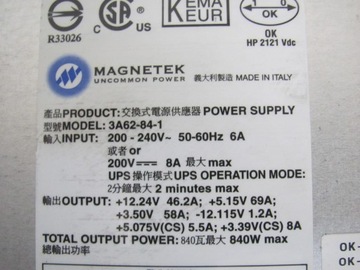 R33026
SA
KEMA
EUR
1 0
OK
OK
HP 2121 Vdc
MAGNETEK
UNCOMMON POWER
義大利製造 MADE IN ITALY
產品PRODUCT:交換式電源供應器 POWER SUPPLY
型號MODEL: 3A62-84-1
輸入INPUT: 200 - 240V~ 50-60Hz 6A
或者 or
200V⎓ 8A 最大 max
UPS 操作模式 UPS OPERATION MODE:
2分鐘最大 2 minutes max
輸出OUTPUT: +12.24V 46.2A; +5.15V 69A;
+3.50V 58A; -12.115V 1.2A;
+5.075V(CS) 5.5A; +3.39V(CS) 8A
TOTAL OUTPUT POWER: 840瓦最大 840W max
總輸出功率
OK-
OK-